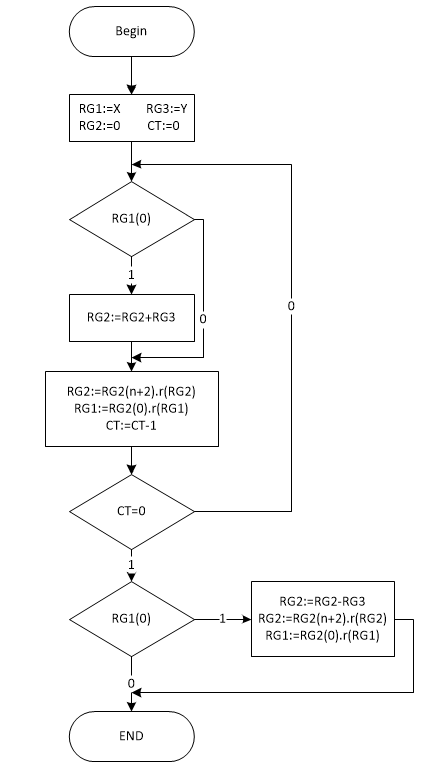 Begin
RG1:=X RG3:=Y
RG2:=0 CT:=0
RG1(0)
1
RG2:=RG2+RG3
0
0
RG2:=RG2(n+2).r(RG2)
RG1:=RG2(0).r(RG1)
CT:=CT-1
CT=0
1
RG1(0)
1
RG2:=RG2-RG3
RG2:=RG2(n+2).r(RG2)
RG1:=RG2(0).r(RG1)
0
END